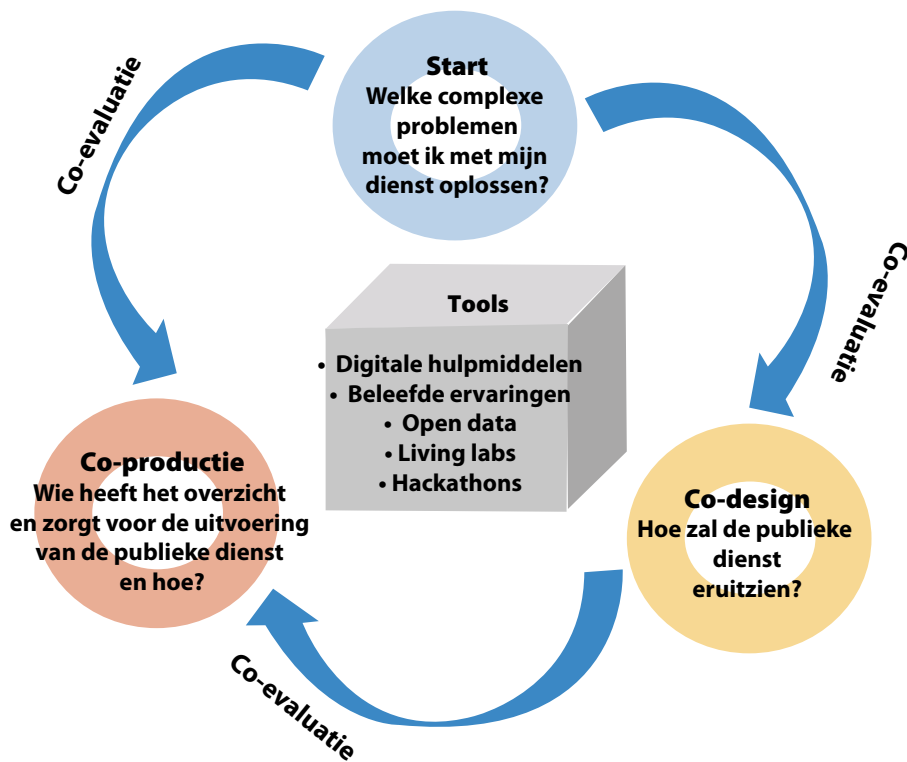 Start
Welke complexe
problemen
moet ik met mijn
dienst oplossen?
Co-evaluatie
Co-evaluatie
Tools
• Digitale hulpmiddelen
• Beleefde ervaringen
• Open data
• Living labs
• Hackathons
Co-productie
Wie heeft het overzicht
en zorgt voor de uitvoering
van de publieke dienst
en hoe?
Co-design
Hoe zal de publieke
dienst
eruitzien?
Co-evaluatie